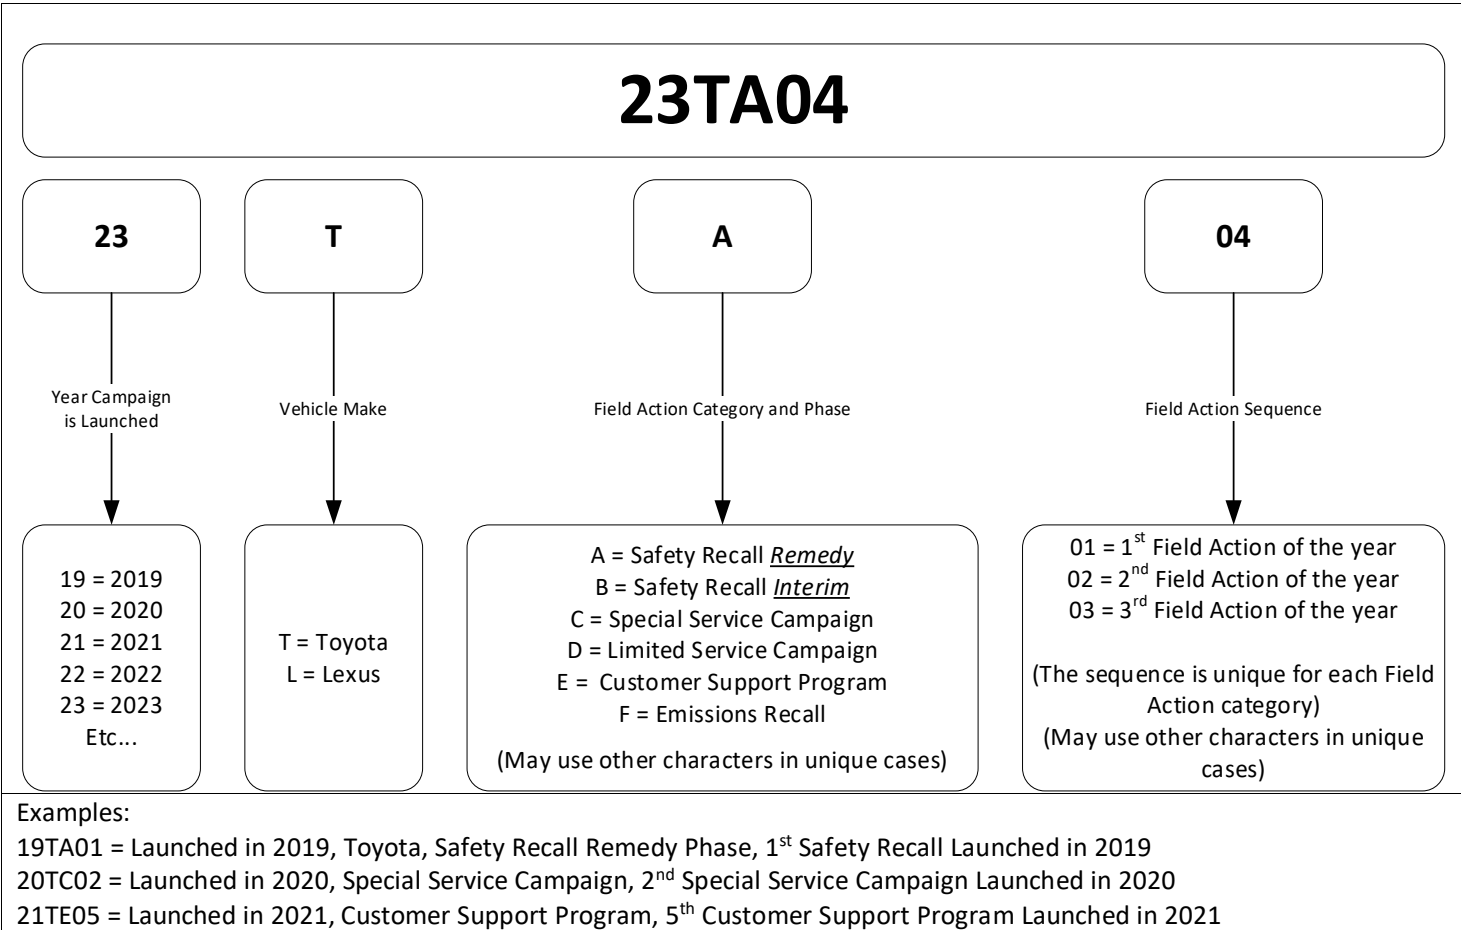 23TA04
23
T
A
04
Year Campaign
is Launched
Vehicle Make
Field Action Category and Phase
Field Action Sequence
19 = 2019
20 = 2020
21 = 2021
22 = 2022
23 = 2023
Etc...
T = Toyota
L = Lexus
A = Safety Recall Remedy
B = Safety Recall Interim
C = Special Service Campaign
D = Limited Service Campaign
E =  Customer Support Program
F = Emissions Recall
(May use other characters in unique cases)
01 = 1st Field Action of the year
02 = 2nd Field Action of the year
03 = 3rd Field Action of the year
(The sequence is unique for each Field
Action category)
(May use other characters in unique
cases)
Examples:
19TA01 = Launched in 2019, Toyota, Safety Recall Remedy Phase, 1st Safety Recall Launched in 2019
20TC02 = Launched in 2020, Special Service Campaign, 2nd Special Service Campaign Launched in 2020
21TE05 = Launched in 2021, Customer Support Program, 5th Customer Support Program Launched in 2021